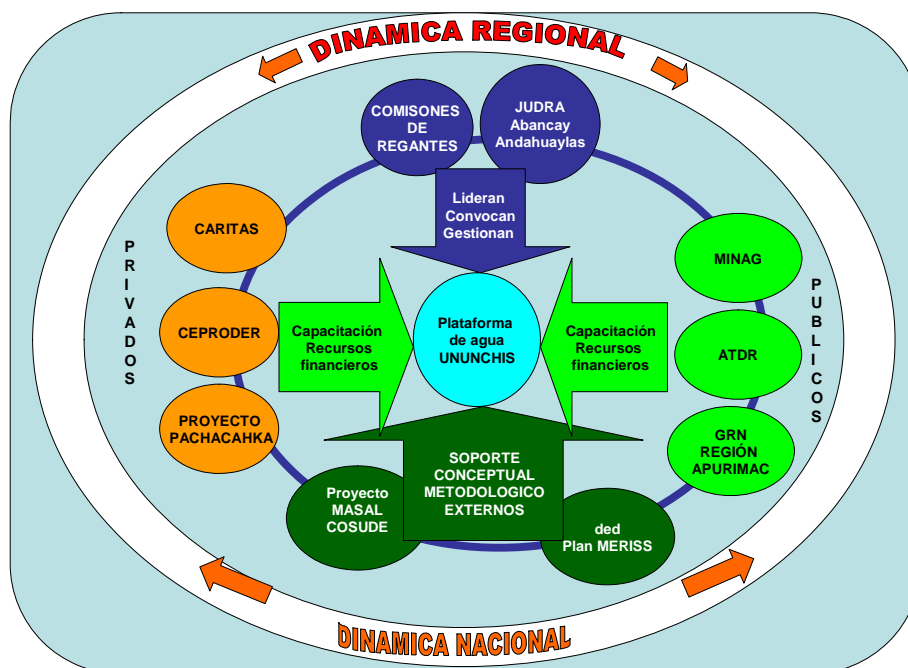 DINAMICA REGIONAL
COMISONES
DE
REGANTES
JUDRA
Abancay
Andahuaylas
Lideran
Convocan
Gestionan
PRIVADOS
CARITAS
CEPRODER
PROYECTO
PACHACAHKA
Capacitación
Recursos
financieros
Plataforma
de agua
UNUNCHIS
Capacitación
Recursos
financieros
MINAG
ATDR
GRN
REGIÓN
APURIMAC
PUBLICOS
SOPORTE
CONCEPTUAL
METODOLOGICO
EXTERNOS
Proyecto
MASAL
COSUDE
ded
Plan MERISS
DINAMICA NACIONAL